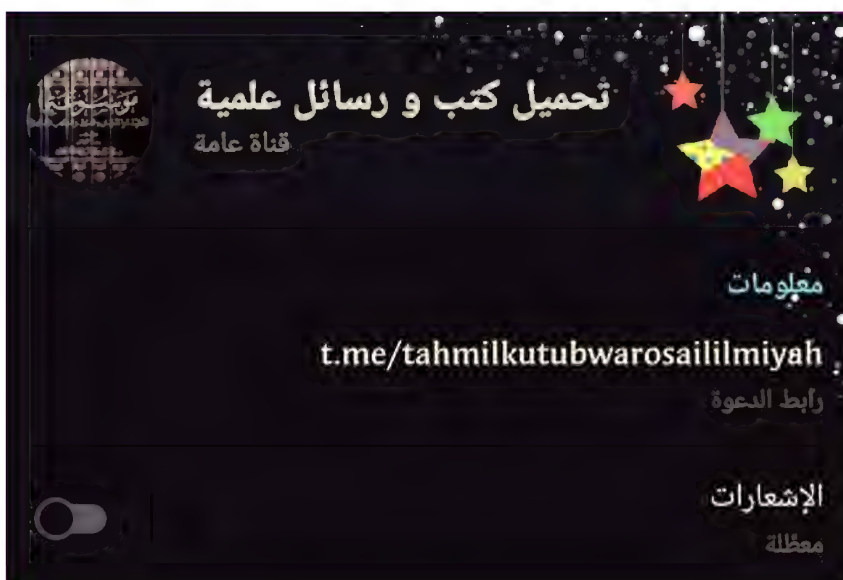 تحميل كتب و رسائل علمية
قناة عامة
معلومات
t.me/tahmilkutubwarosaililmiyah
رابط الدعوة
الإشعارات
معطلة